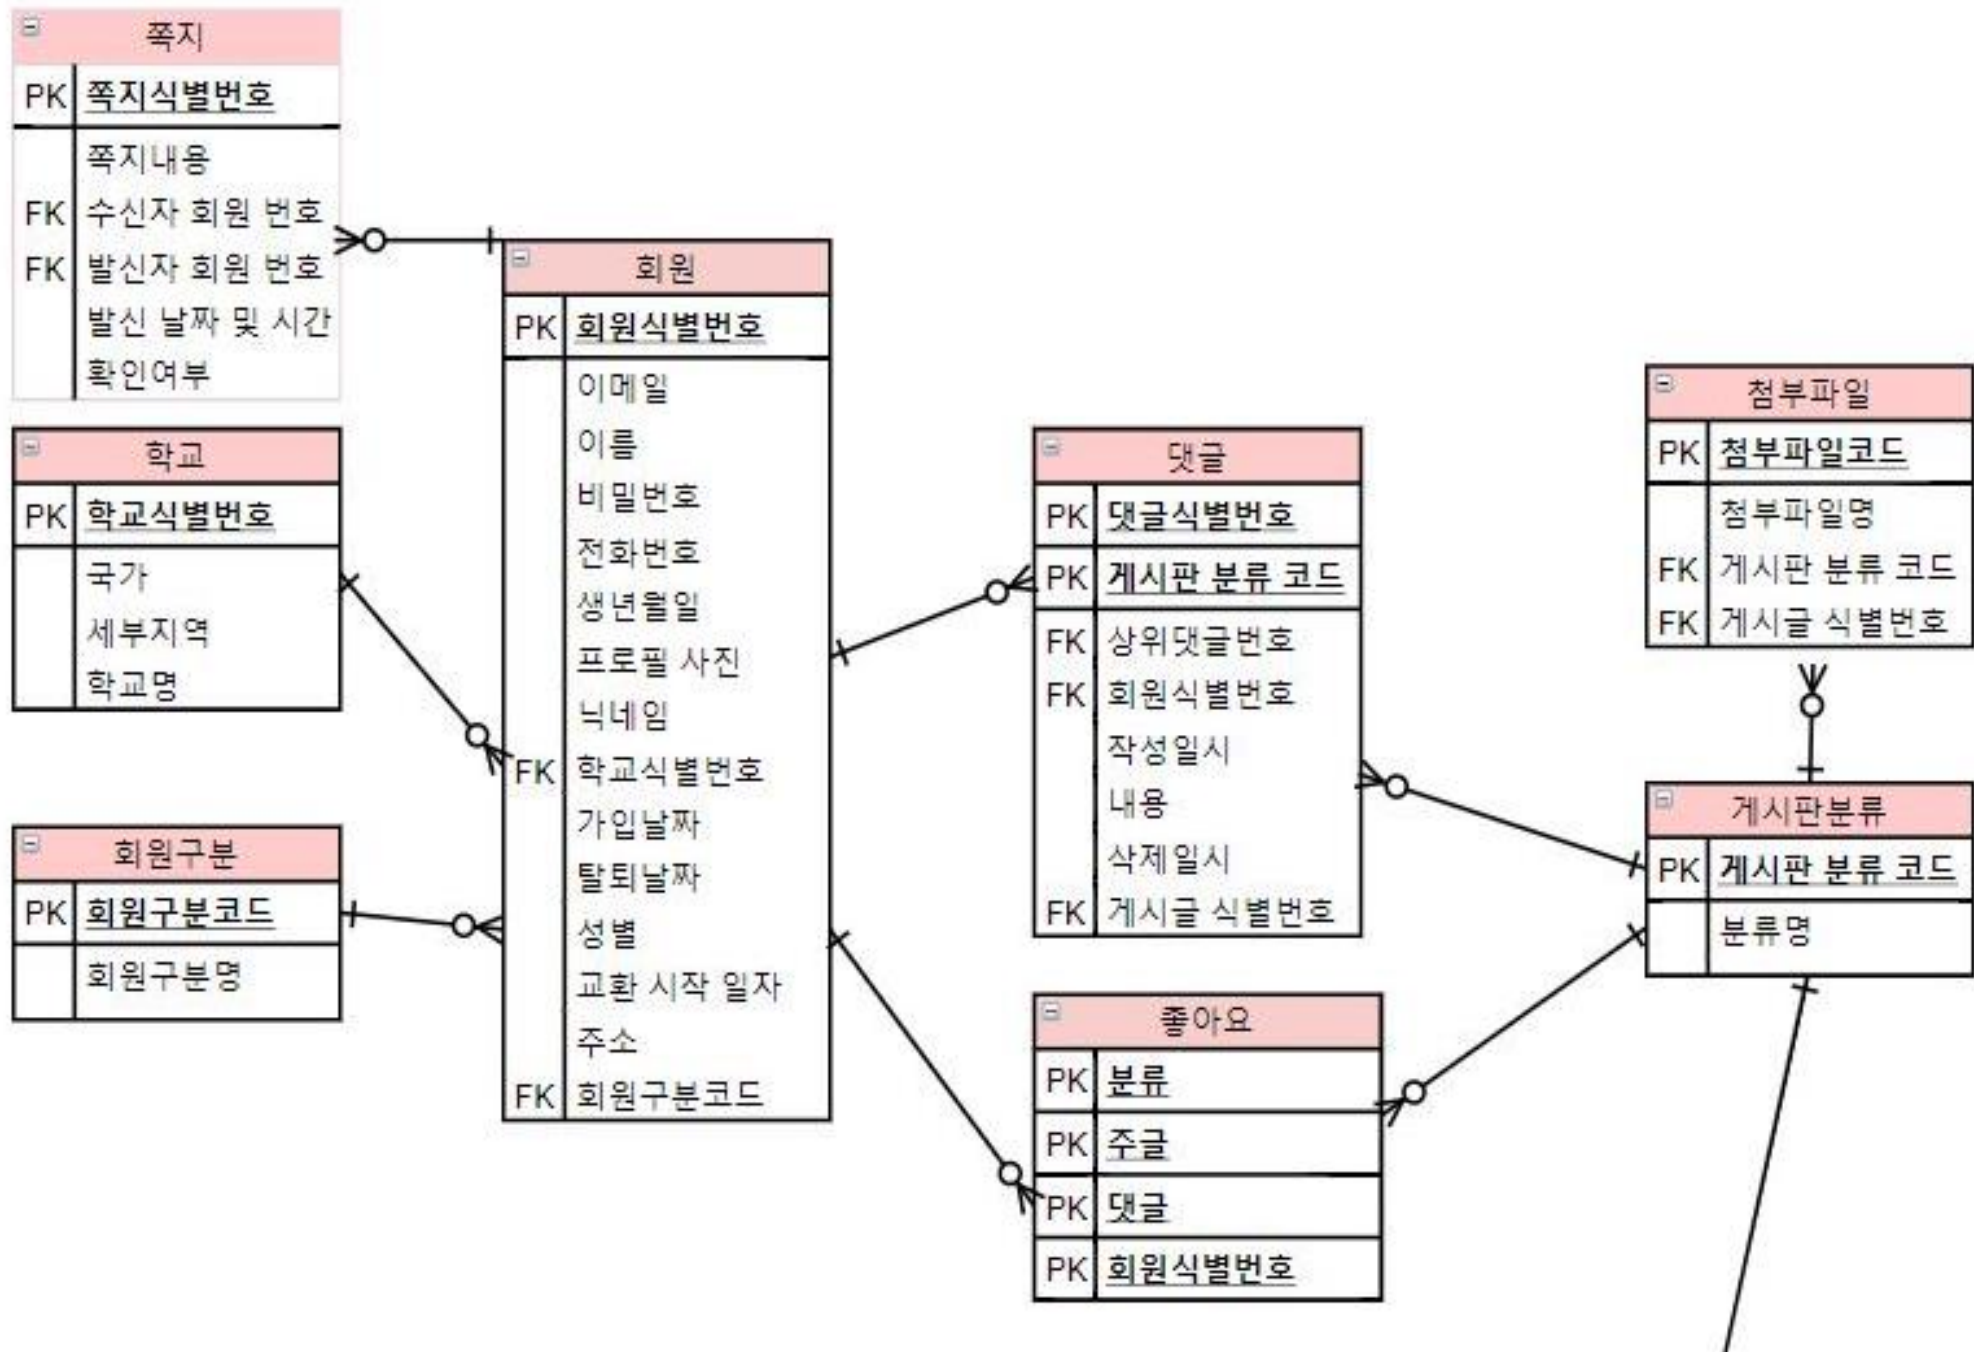 쪽지
PK 쪽지식별번호
쪽지내용
FK 수신자 회원 번호
FK 발신자 회원 번호
발신 날짜 및 시간
확인여부
학교
PK 학교식별번호
국가
세부지역
학교명
회원구분
PK 회원구분코드
회원구분명
회원
PK 회원식별번호
이메일
이름
비밀번호
전화번호
생년월일
프로필 사진
닉네임
FK 학교식별번호
가입날짜
탈퇴날짜
성별
교환 시작 일자
주소
FK 회원구분코드
댓글
PK 댓글식별번호
PK 게시판 분류 코드
FK 상위댓글번호
FK 회원식별번호
작성일시
내용
삭제일시
FK 게시글 식별번호
좋아요
PK 분류
PK 주글
PK 댓글
PK 회원식별번호
첨부파일
PK 첨부파일코드
첨부파일명
FK 게시판 분류 코드
FK 게시글 식별번호
게시판분류
PK 게시판 분류 코드
분류명